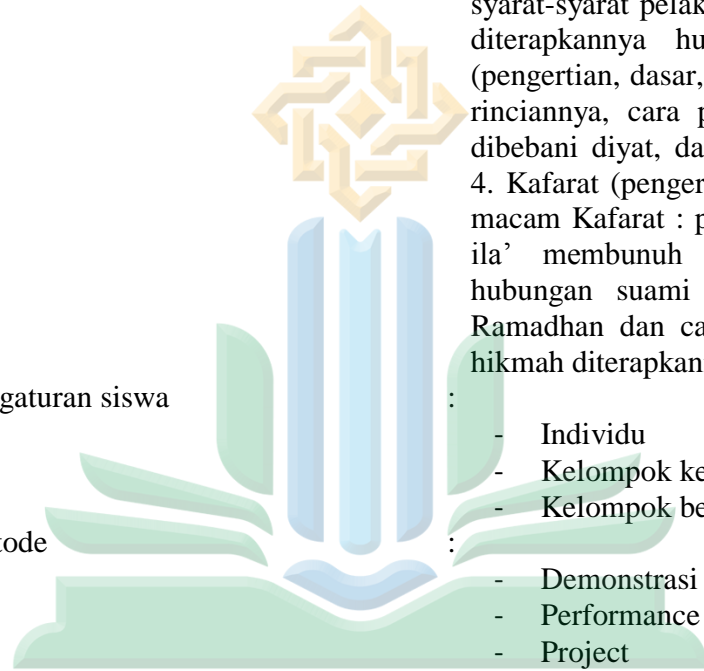 syarat-syarat pelak
diterapkannya hu
(pengertian, dasar,
rinciannya, cara p
dibebani diyat, da
4. Kafarat (penger
macam Kafarat : p
ila’ membunuh
hubungan suami
Ramadhan dan ca
hikmah diterapkan
gaturan siswa :
- Individu
- Kelompok ke
- Kelompok be
tode :
- Demonstrasi
- Performance
- Project